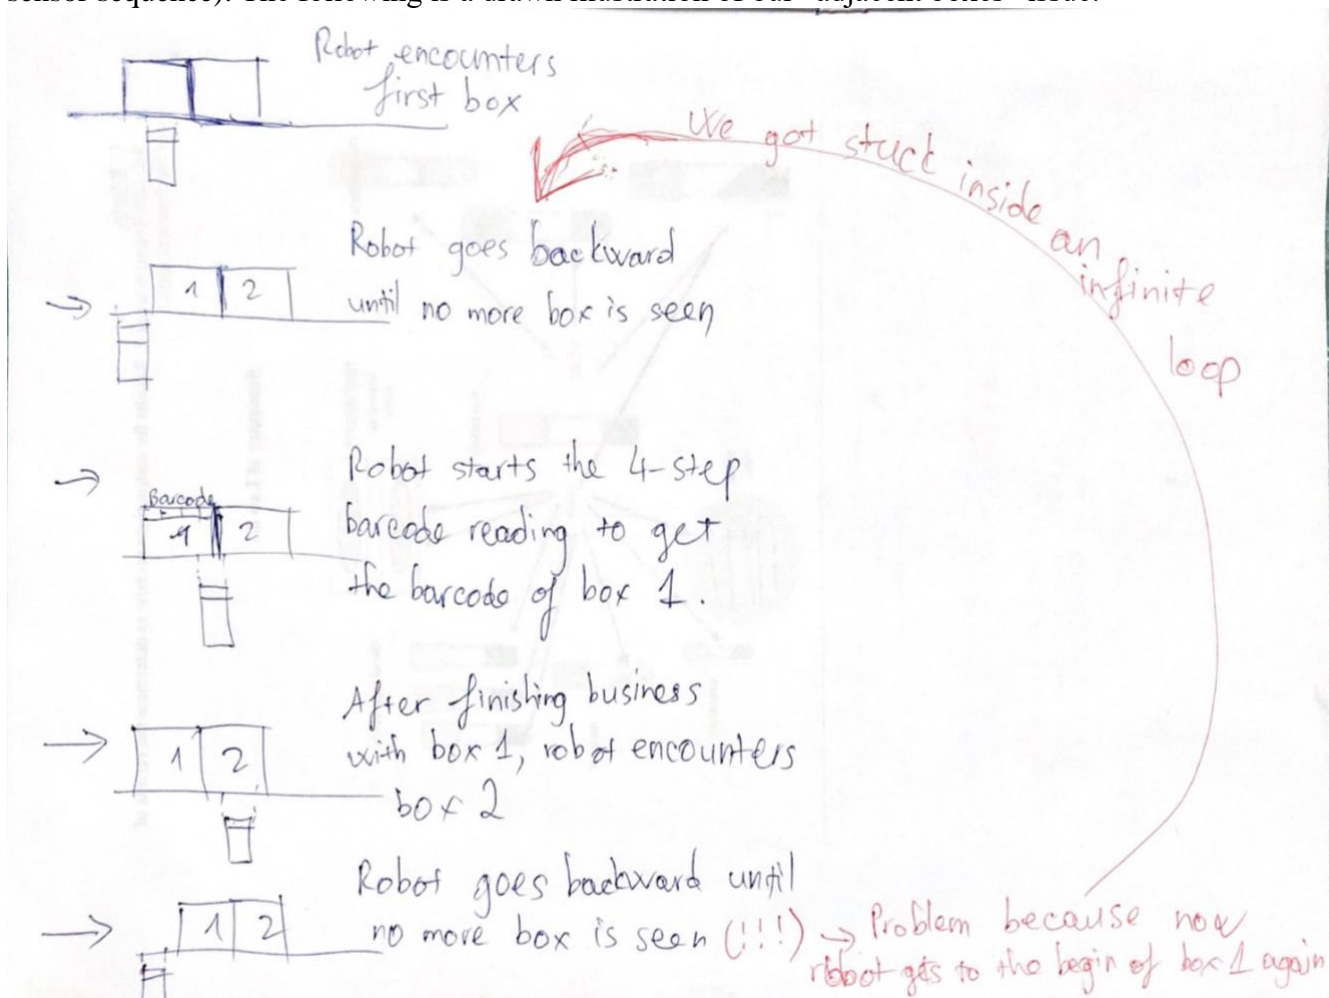 sensor sequence). The following is a drawn illustration of our "adjacent boxes" issue:
Robot encounters
first box
We got stuck inside an infinite loop
Robot goes backward
until no more box is seen
1 2
Robot starts the 4-step
barcode reading to get
the barcode of box 1.
Barcode
1 2
After finishing business
with box 1, robot encounters
box 2
1 2
Robot goes backward until
no more box is seen (!!!)
1 2
→ Problem because now
robot gets to the begin of box 1 again